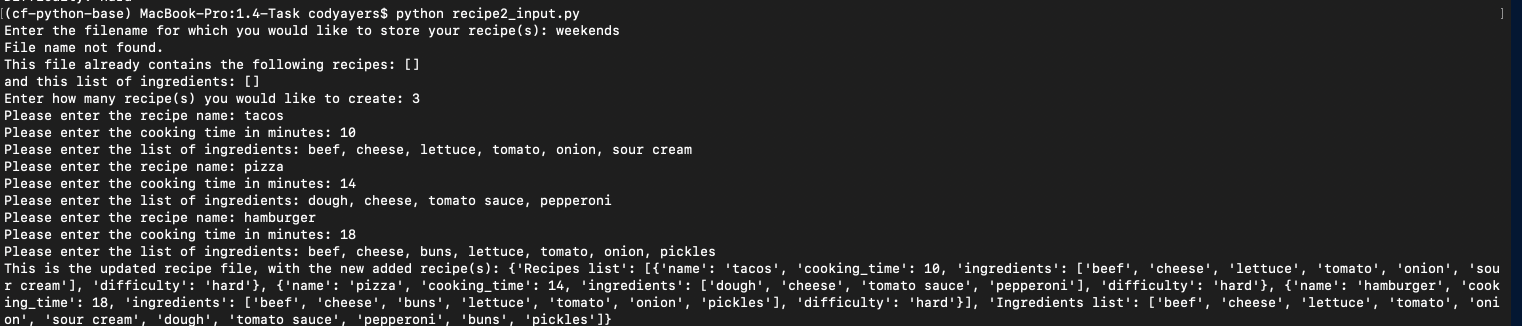 [(cf-python-base) MacBook-Pro:1.4-Task codyayers$ python recipe2_input.py ]
Enter the filename for which you would like to store your recipe(s): weekends
File name not found.
This file already contains the following recipes: []
and this list of ingredients: []
Enter how many recipe(s) you would like to create: 3
Please enter the recipe name: tacos
Please enter the cooking time in minutes: 10
Please enter the list of ingredients: beef, cheese, lettuce, tomato, onion, sour cream
Please enter the recipe name: pizza
Please enter the cooking time in minutes: 14
Please enter the list of ingredients: dough, cheese, tomato sauce, pepperoni
Please enter the recipe name: hamburger
Please enter the cooking time in minutes: 18
Please enter the list of ingredients: beef, cheese, buns, lettuce, tomato, onion, pickles
This is the updated recipe file, with the new added recipe(s): {'Recipes list': [{'name': 'tacos', 'cooking_time': 10, 'ingredients': ['beef', 'cheese', 'lettuce', 'tomato', 'onion', 'sou
r cream'], 'difficulty': 'hard'}, {'name': 'pizza', 'cooking_time': 14, 'ingredients': ['dough', 'cheese', 'tomato sauce', 'pepperoni'], 'difficulty': 'hard'}, {'name': 'hamburger', 'cook
ing_time': 18, 'ingredients': ['beef', 'cheese', 'buns', 'lettuce', 'tomato', 'onion', 'pickles'], 'difficulty': 'hard'}], 'Ingredients list': ['beef', 'cheese', 'lettuce', 'tomato', 'oni
on', 'sour cream', 'dough', 'tomato sauce', 'pepperoni', 'buns', 'pickles']}